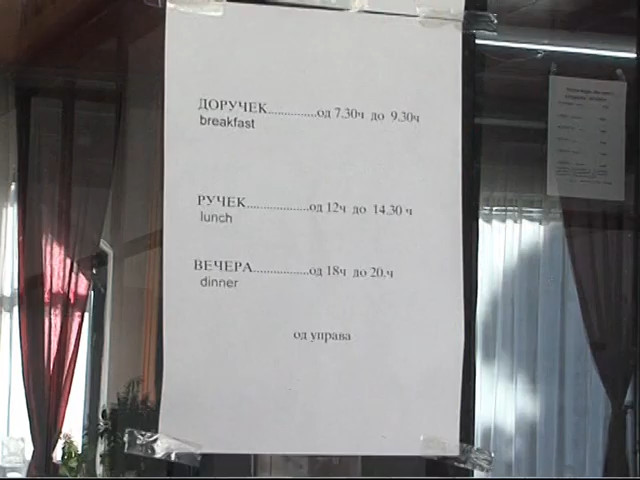 ДОРУЧЕК...............од 7.30ч до 9.30ч
breakfast
РУЧЕК...................од 12ч до 14.30 ч
lunch
ВЕЧЕРА.................од 18ч до 20.ч
dinner
од управа